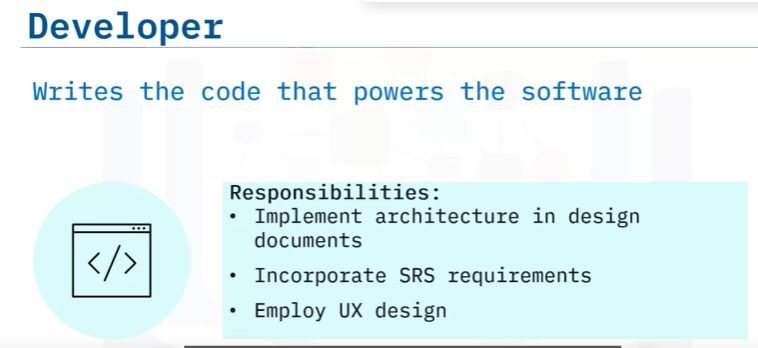 Developer
Writes the code that powers the software
</>
Responsibilities:
• Implement architecture in design
documents
• Incorporate SRS requirements
• Employ UX design